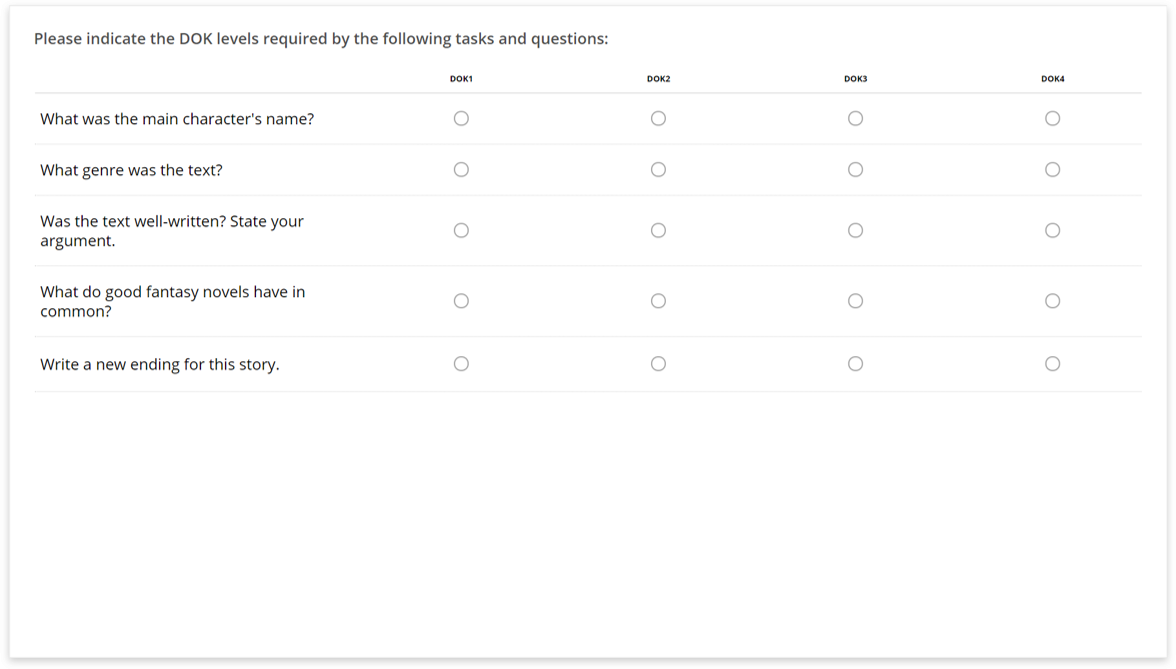 Please indicate the DOK levels required by the following tasks and questions:
DOK1 DOK2 DOK3 DOK4
What was the main character's name?
What genre was the text?
Was the text well-written? State your
argument.
What do good fantasy novels have in
common?
Write a new ending for this story.